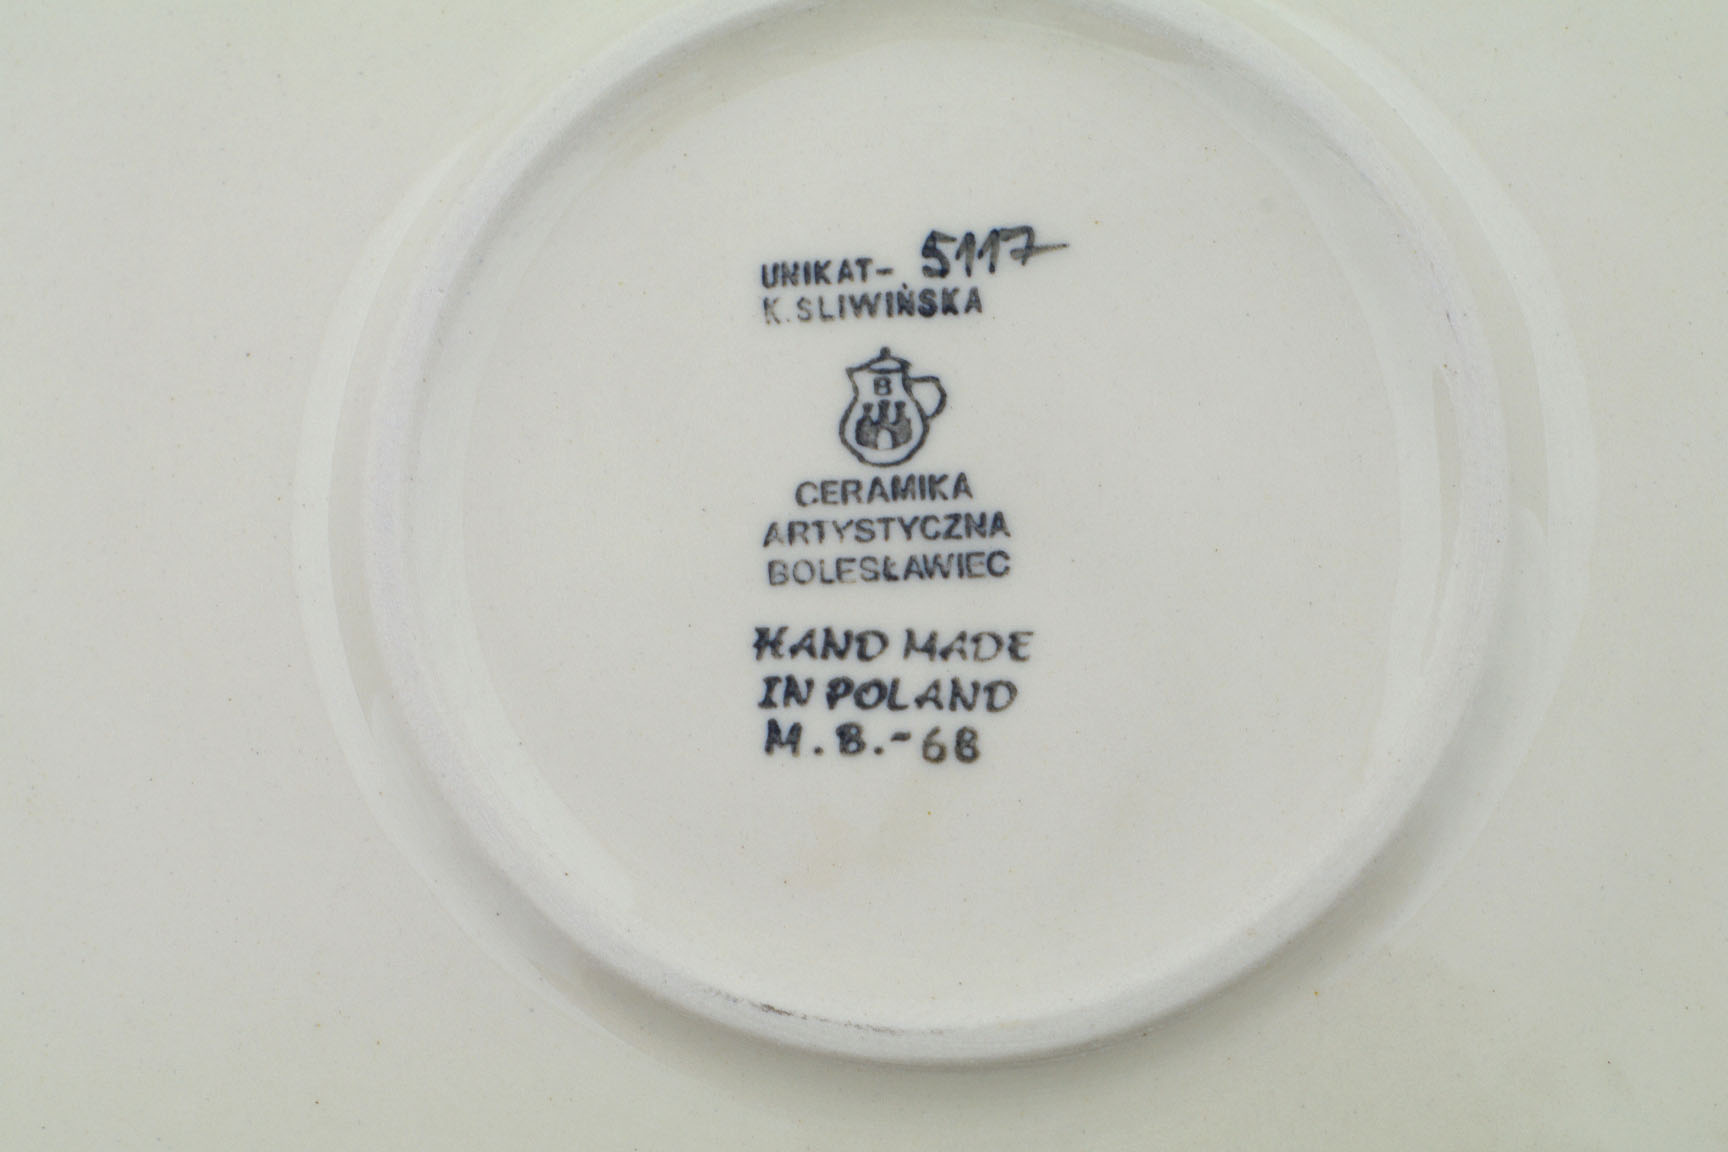 UNIKAT- 5117
K. SLIWIŃSKA
B
CERAMIKA
ARTYSTYCZNA
BOLESŁAWIEC
HAND MADE
IN POLAND
M.B.-68